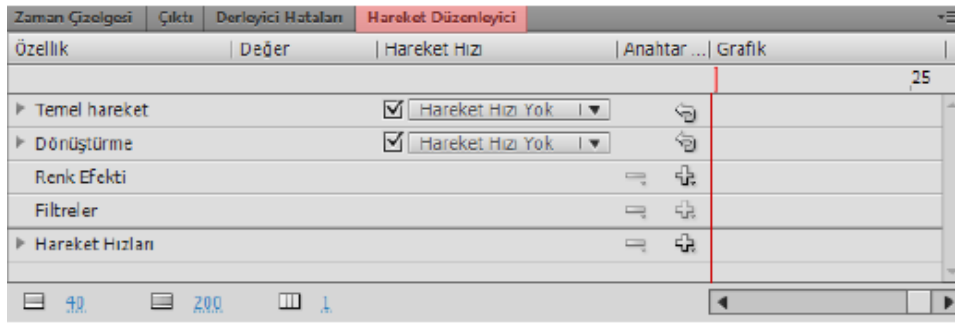 Zaman Çizelgesi Çıktı Derleyici Hataları Hareket Düzenleyici
Özellik Değer Hareket Hızı Anahtar ... Grafik
25
Temel hareket Hareket Hızı Yok
Dönüştürme Hareket Hızı Yok
Renk Efekti
Filtreler
Hareket Hızları
40 200 1